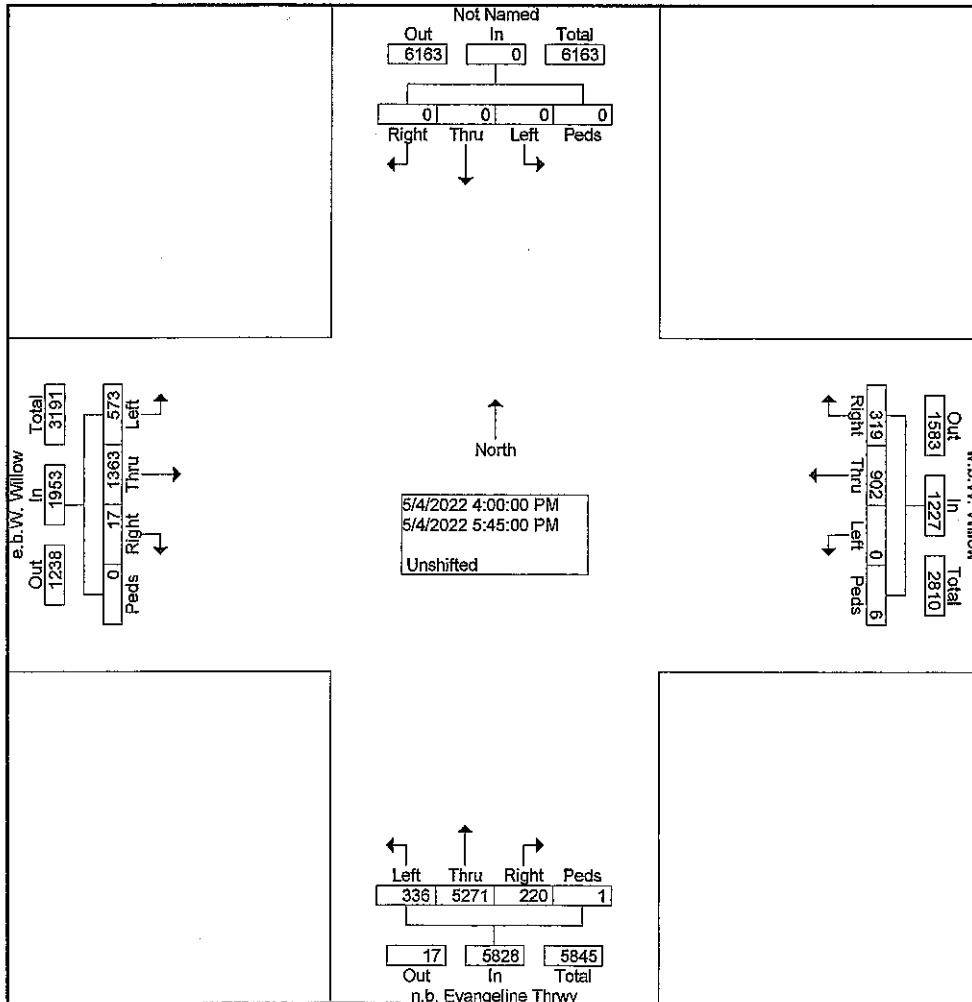 Not Named
Out In Total
6163 0 6163
0 0 0 0
Right Thru Left Peds
Total In Out
3191 1953 1238
573 1363 17 0
Left Thru Right Peds
e.b.W. Willow
North
5/4/2022 4:00:00 PM
5/4/2022 5:45:00 PM
Unshifted
Right Thru Left Peds
319 902 0 6
Out In Total
1583 1227 2810
Willow
Left Thru Right Peds
336 5271 220 1
17 5828 5845
Out In Total
n.b. Evangeline Thrwy